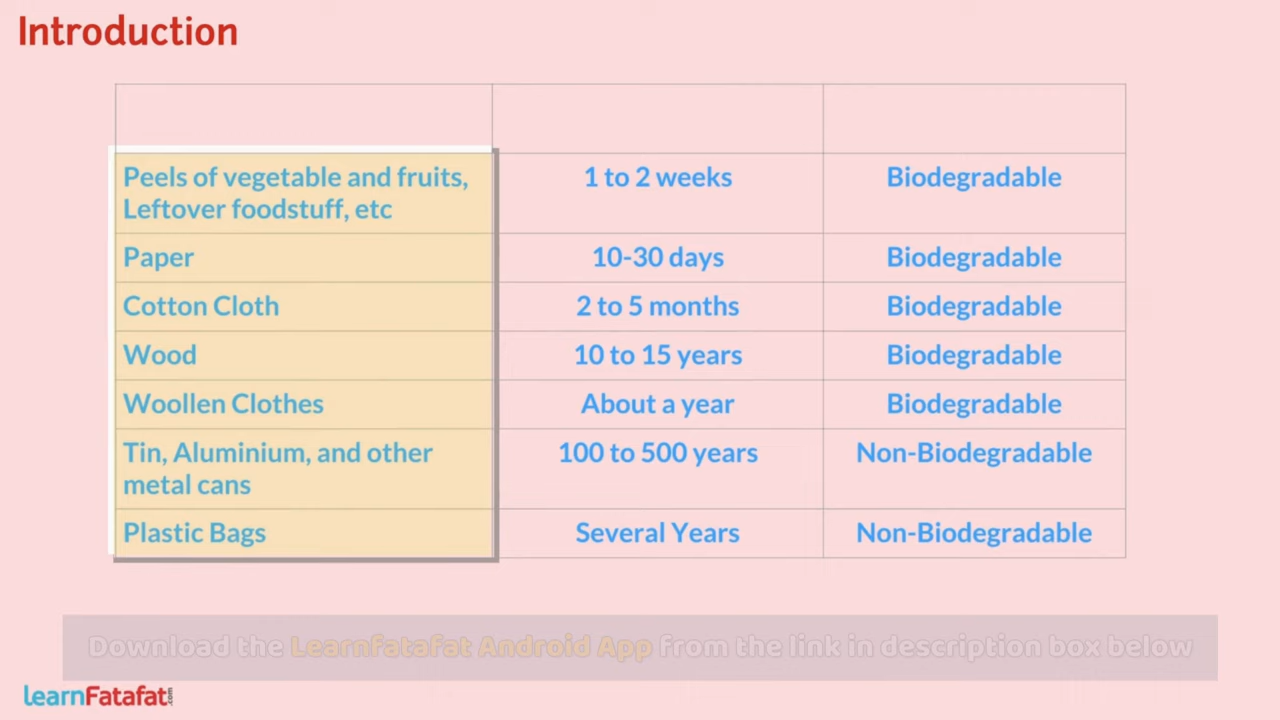 Introduction
Peels of vegetable and fruits,
Leftover foodstuff, etc
1 to 2 weeks
Biodegradable
Paper
10-30 days
Biodegradable
Cotton Cloth
2 to 5 months
Biodegradable
Wood
10 to 15 years
Biodegradable
Woollen Clothes
About a year
Biodegradable
Tin, Aluminium, and other
metal cans
100 to 500 years
Non-Biodegradable
Plastic Bags
Several Years
Non-Biodegradable
Download the LearnFatafat Android App from the link in description box below
learnFatafat.com